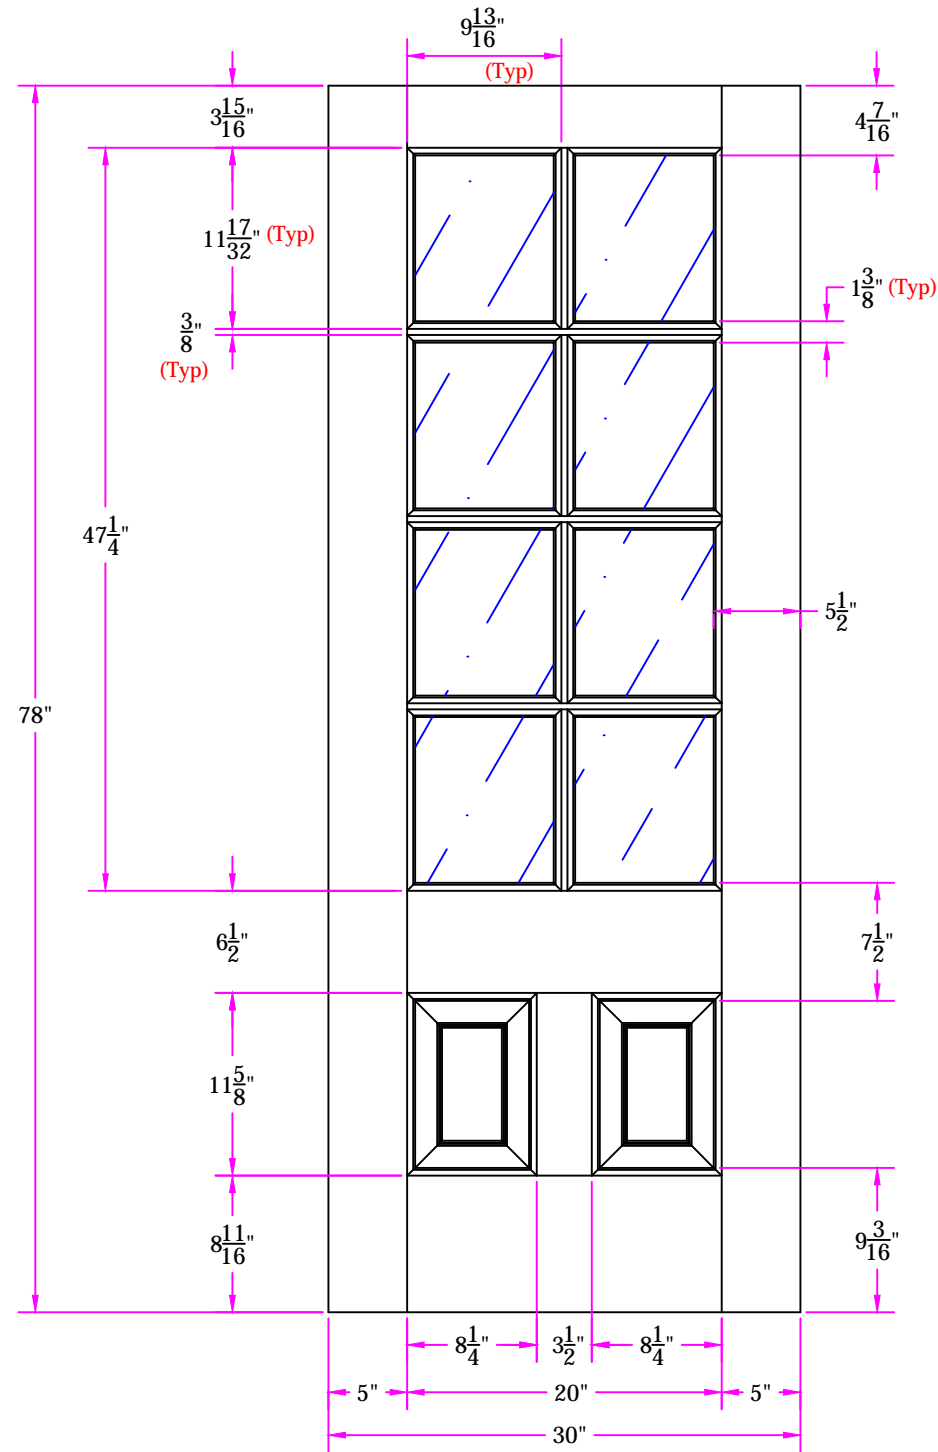 9 13/16"
(Typ)
3 15/16"
4 7/16"
11 17/32" (Typ)
1 3/8" (Typ)
3/8"
(Typ)
47 1/4"
5 1/2"
78"
6 1/2"
7 1/2"
11 5/8"
8 11/16"
9 3/16"
8 1/4" 3 1/2" 8 1/4"
5" 20" 5"
30"